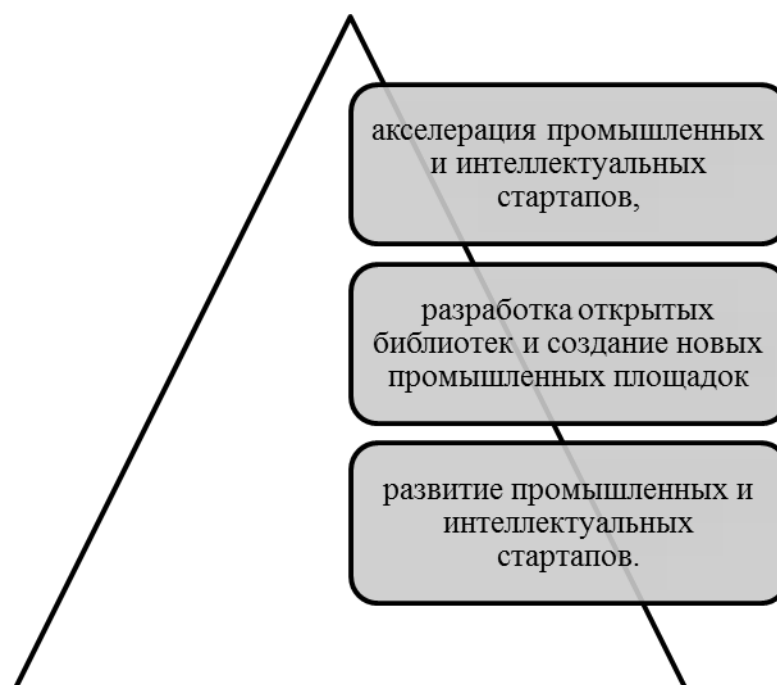 акселерация промышленных
и интеллектуальных
стартапов,
разработка открытых
библиотек и создание новых
промышленных площадок
развитие промышленных и
интеллектуальных
стартапов.